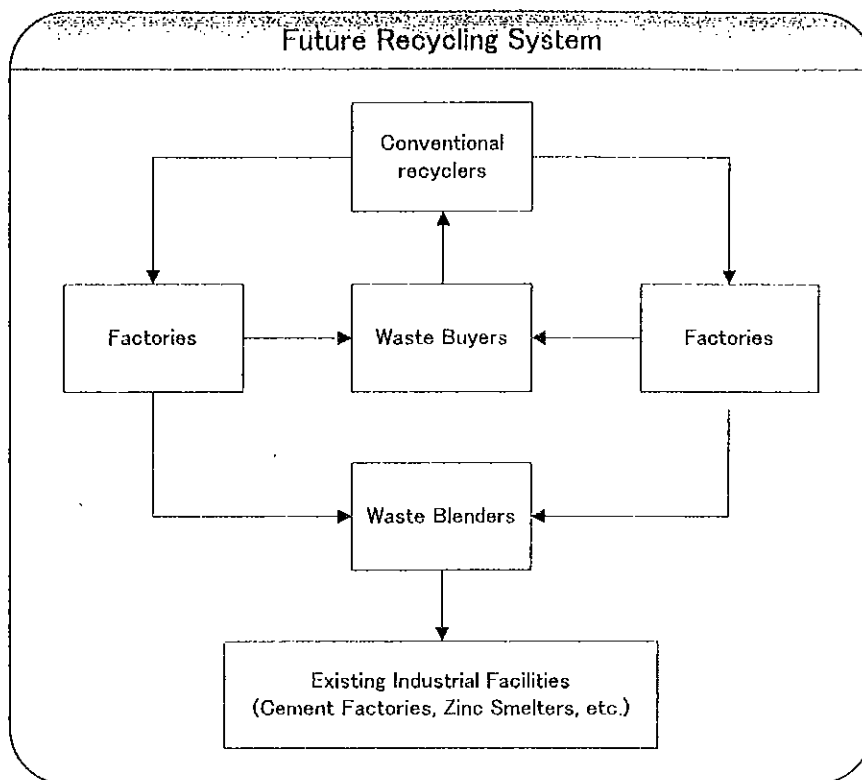 Future Recycling System
Conventional
recyclers
Factories
Waste Buyers
Factories
Waste Blenders
Existing Industrial Facilities
(Cement Factories, Zinc Smelters, etc.)